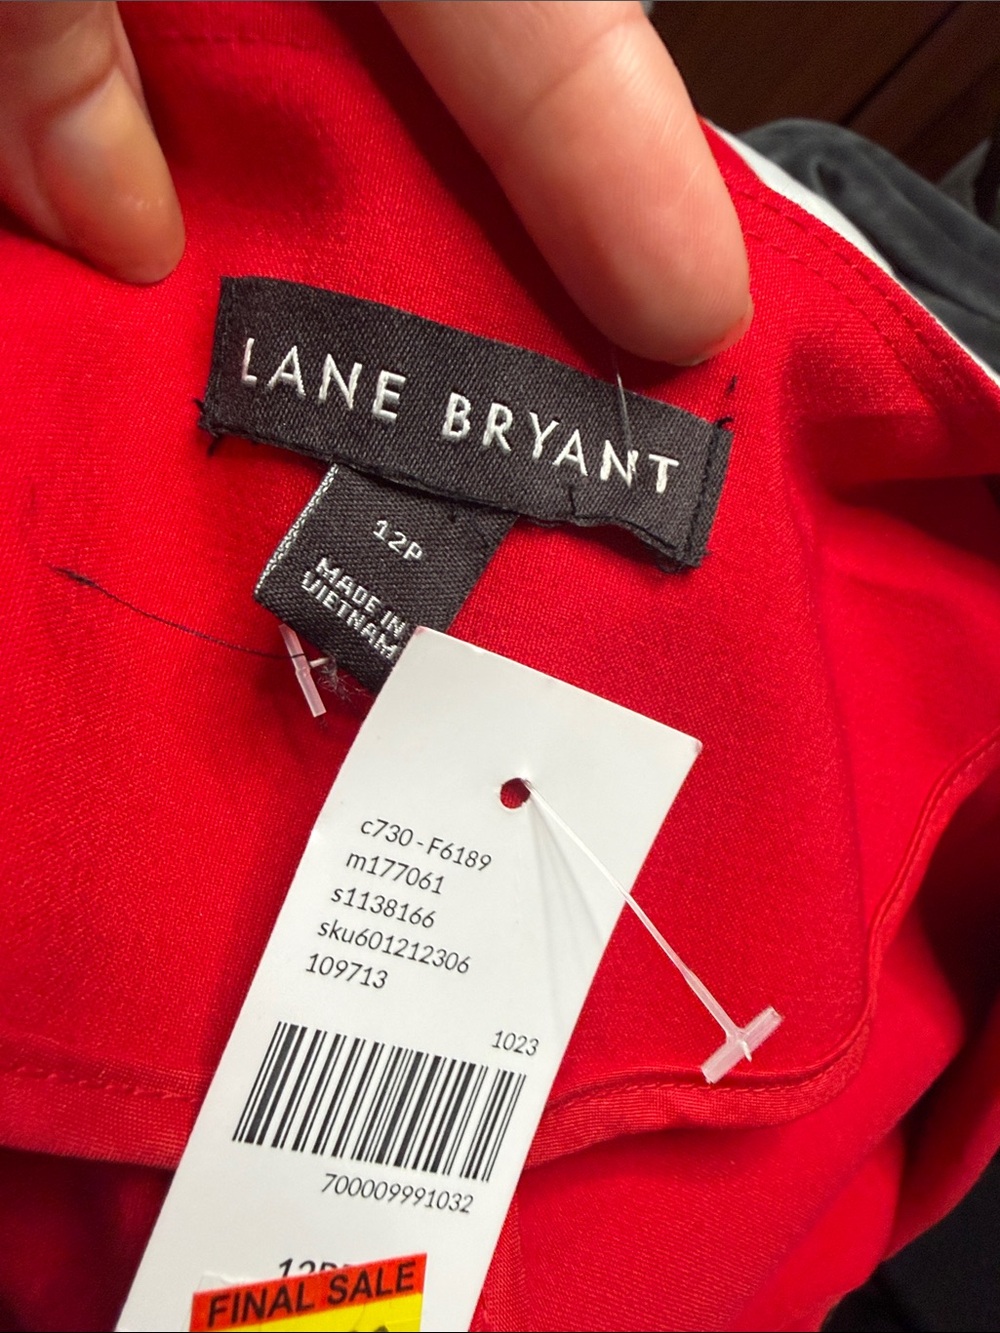 LANE BRYANT
12P
MADE IN
VIETNAM
c730-F6189
m177061
s1138166
sku601212306
109713
1023
700009991032
FINAL SALE